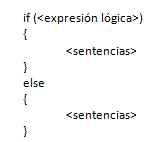 if (<expresión lógica>)
{
<sentencias>
}
else
{
<sentencias>
}